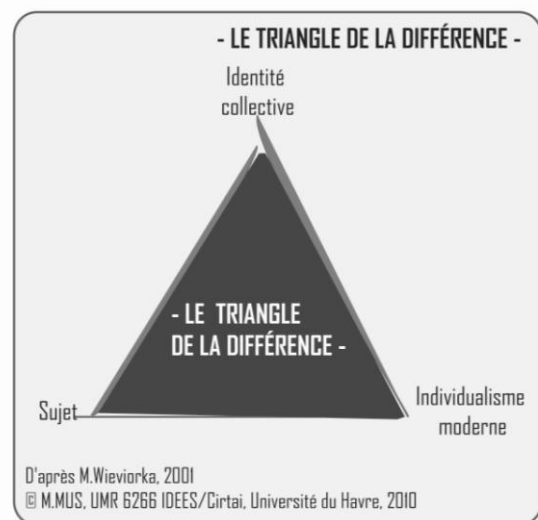 - LE TRIANGLE DE LA DIFFÉRENCE -
Identité
collective
- LE TRIANGLE
DE LA DIFFÉRENCE -
Sujet
Individualisme
moderne
D'après M.Wieviorka, 2001
© M.MUS, UMR 6266 IDEES/Cirtai, Université du Havre, 2010